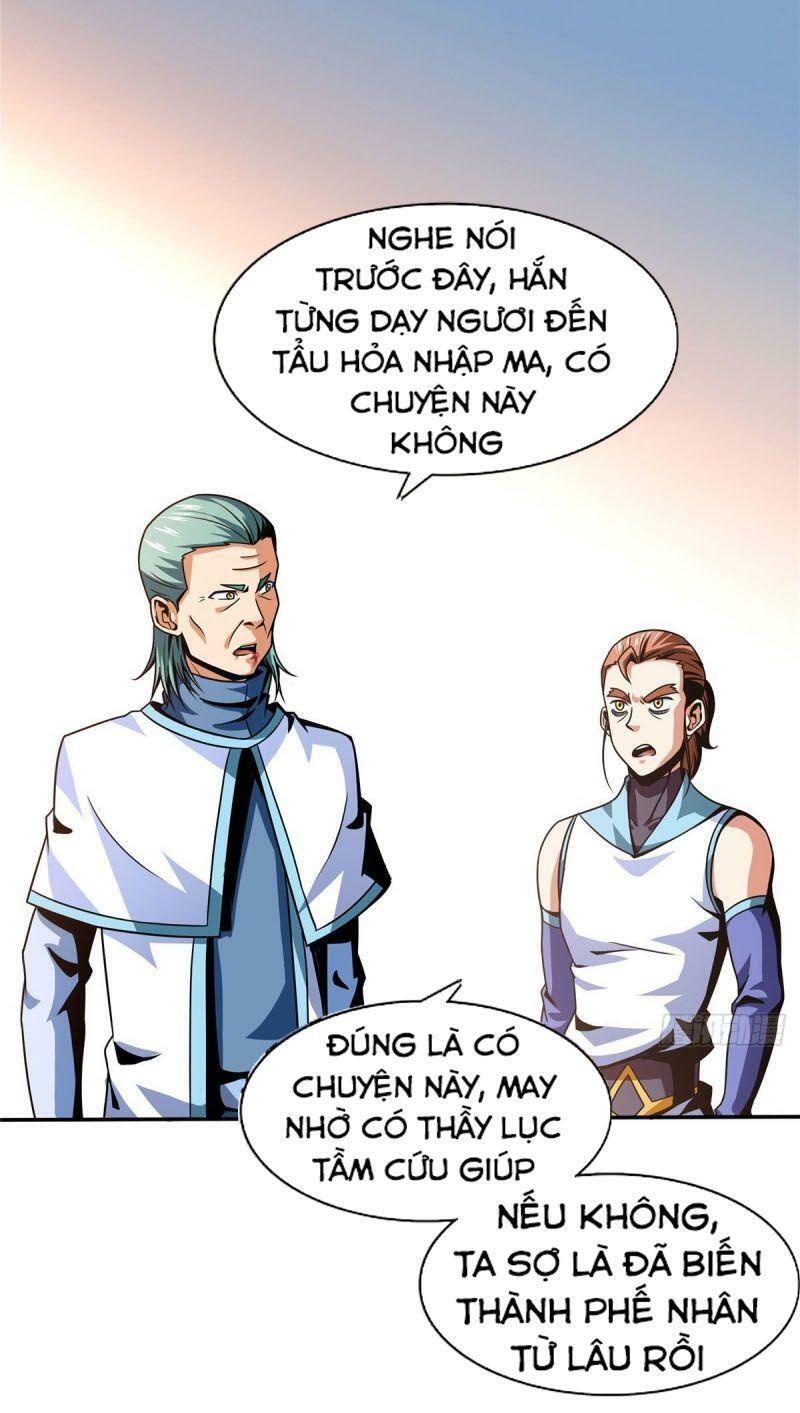 NGHE NÓI
TRƯỚC ĐÂY, HẮN
TỪNG DẠY NGƯƠI ĐẾN
TẨU HỎA NHẬP MA, CÓ
CHUYỆN NÀY
KHÔNG
ĐÚNG LÀ CÓ
CHUYỆN NÀY, MAY
NHỜ CÓ THẦY LỤC
TẦM CỨU GIÚP
NẾU KHÔNG,
TA SỢ LÀ ĐÃ BIẾN
THÀNH PHẾ NHÂN
TỪ LÂU RỒI